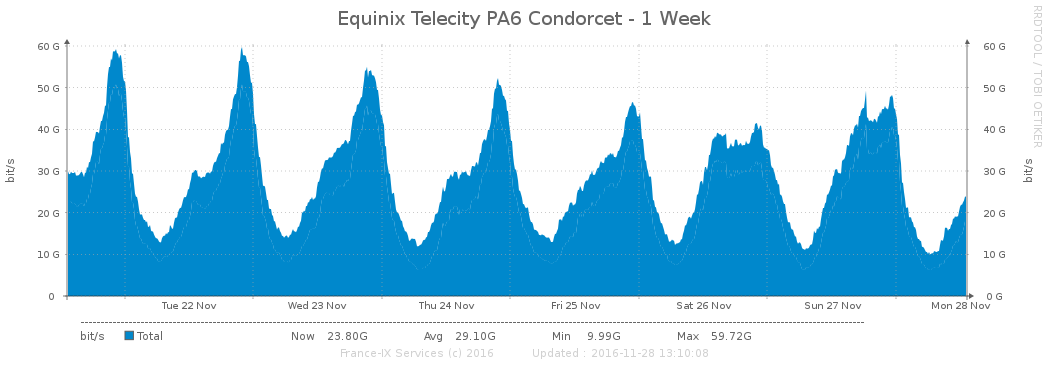 Equinix Telecity PA6 Condorcet - 1 Week
RRDTOOL / TOBI OETIKER
bit/s
60 G
50 G
40 G
30 G
20 G
10 G
0
60 G
50 G
40 G
30 G
20 G
10 G
0 G
bit/s
Tue 22 Nov Wed 23 Nov Thu 24 Nov Fri 25 Nov Sat 26 Nov Sun 27 Nov Mon 28 Nov
bit/s Total Now 23.80G Avg 29.10G Min 9.99G Max 59.72G
France-IX Services (c) 2016 Updated : 2016-11-28 13:10:08